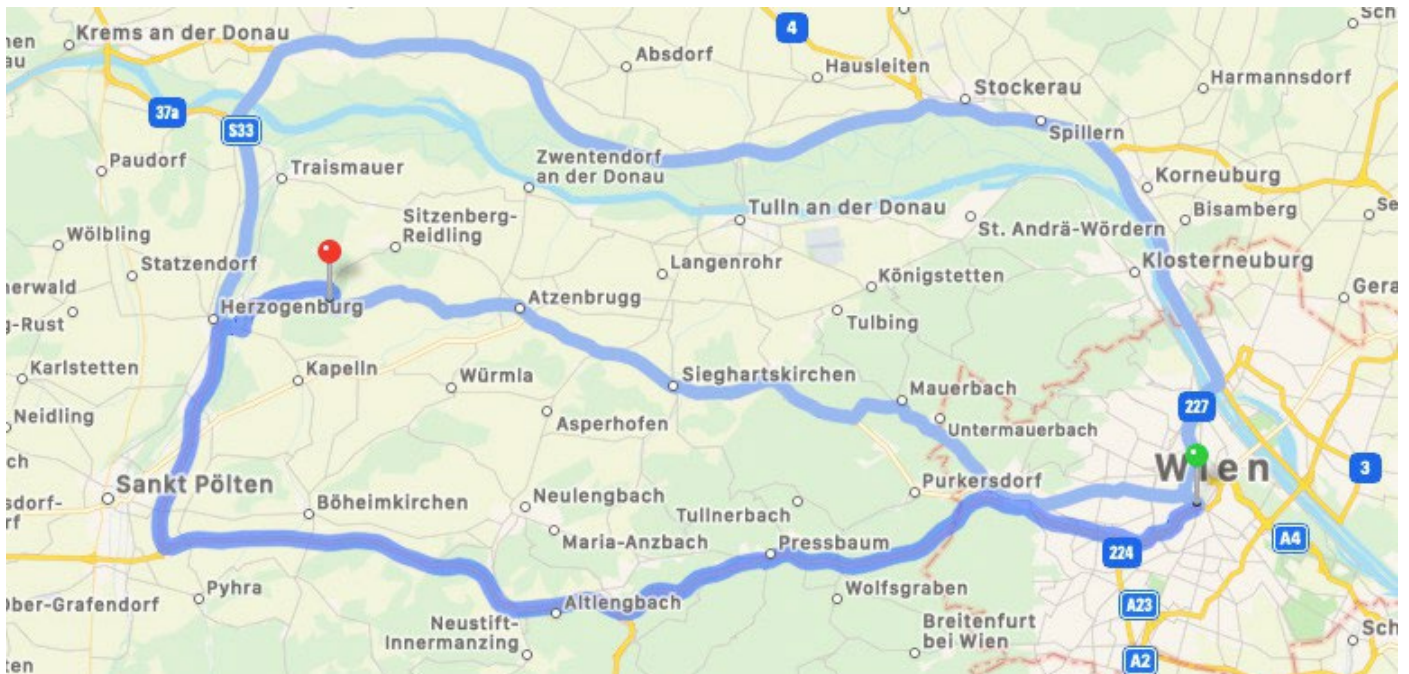 Krems an der Donau
4
Absdorf
Hausleiten
Stockerau
Harmannsdorf
37a
S33
Spillern
Paudorf
Traismauer
Zwentendorf
an der Donau
Korneuburg
Bisamberg
Wölbling
Sitzenberg-
Reidling
Tulln an der Donau
St. Andrä-Wördern
Statzendorf
Langenrohr
Königstetten
Klosterneuburg
Herzogenburg
Atzenbrugg
Tulbing
Karlstetten
Kapelln
Würmla
Sieghartskirchen
Mauerbach
227
Neidling
Asperhofen
Untermauerbach
Wien
3
Sankt Pölten
Böheimkirchen
Neulengbach
Tullnerbach
Purkersdorf
Maria-Anzbach
Pressbaum
224
A4
Pyhra
Altlengbach
Wolfsgraben
A23
Ober-Grafendorf
Neustift-
Innermanzing
Breitenfurt
bei Wien
A2